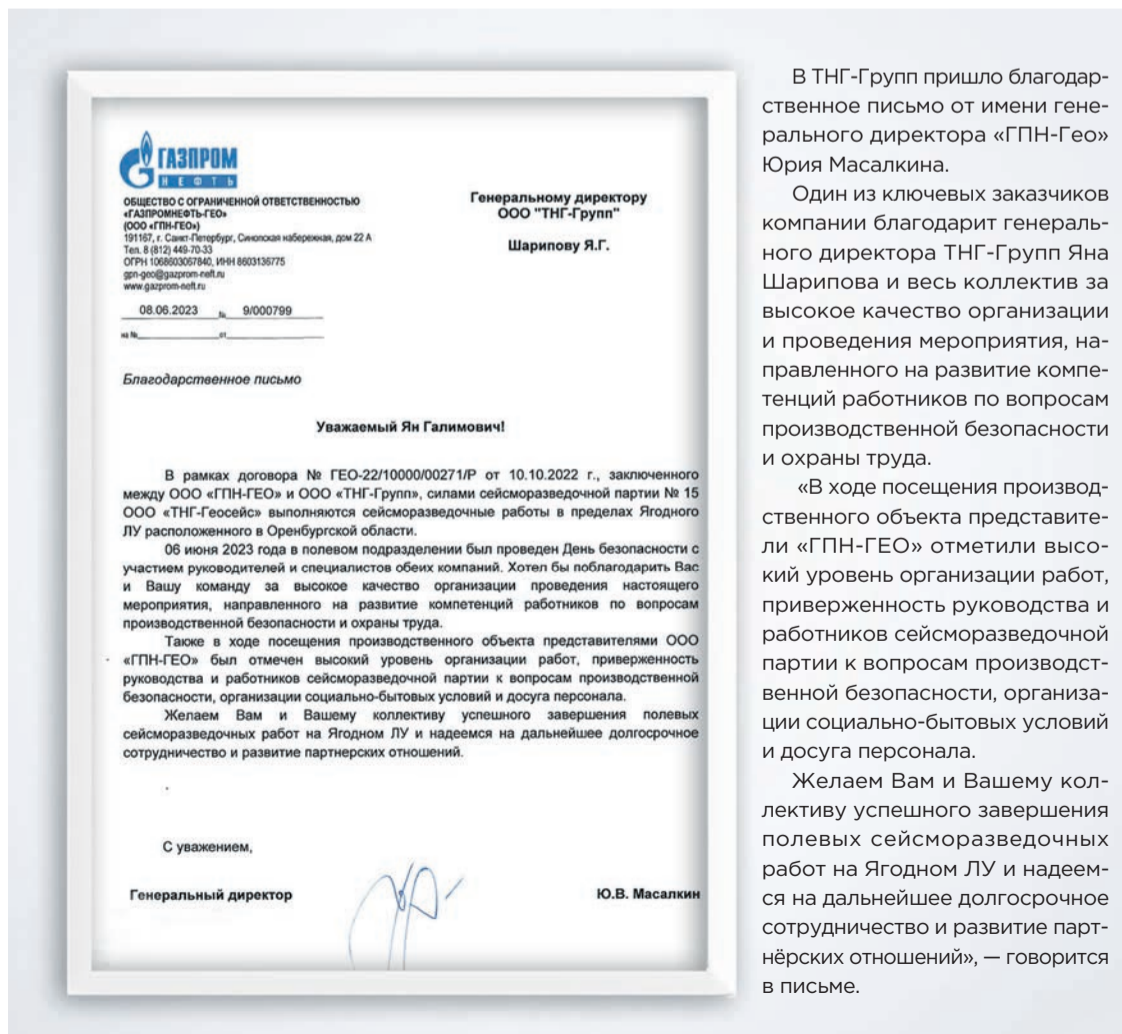 ГАЗПРОМ
НЕФТЬ
ОБЩЕСТВО С ОГРАНИЧЕННОЙ ОТВЕТСТВЕННОСТЬЮ
«ГАЗПРОМНЕФТЬ-ГЕО»
(ООО «ГПН-ГЕО»)
191167, г. Санкт-Петербург, Синопская набережная, дом 22 А
Тел. 8 (812) 449-70-33
ОГРН 1068603067840, ИНН 8603136775
gpn-geo@gazprom-neft.ru
www.gazprom-neft.ru
08.06.2023 № 9/000799
на № от
Генеральному директору
ООО "ТНГ-Групп"
Шарипову Я.Г.
Благодарственное письмо
Уважаемый Ян Галимович!
В рамках договора № ГЕО-22/10000/00271/Р от 10.10.2022 г., заключенного
между ООО «ГПН-ГЕО» и ООО «ТНГ-Групп», силами сейсморазведочной партии № 15
ООО «ТНГ-Геосейс» выполняются сейсморазведочные работы в пределах Ягодного
ЛУ расположенного в Оренбургской области.
06 июня 2023 года в полевом подразделении был проведен День безопасности с
участием руководителей и специалистов обеих компаний. Хотел бы поблагодарить Вас
и Вашу команду за высокое качество организации проведения настоящего
мероприятия, направленного на развитие компетенций работников по вопросам
производственной безопасности и охраны труда.
Также в ходе посещения производственного объекта представителями ООО
«ГПН-ГЕО» был отмечен высокий уровень организации работ, приверженность
руководства и работников сейсморазведочной партии к вопросам производственной
безопасности, организации социально-бытовых условий и досуга персонала.
Желаем Вам и Вашему коллективу успешного завершения полевых
сейсморазведочных работ на Ягодном ЛУ и надеемся на дальнейшее долгосрочное
сотрудничество и развитие партнерских отношений.
С уважением,
Генеральный директор
Ю.В. Масалкин
В ТНГ-Групп пришло благодар-
ственное письмо от имени гене-
рального директора «ГПН-Гео»
Юрия Масалкина.
Один из ключевых заказчиков
компании благодарит генераль-
ного директора ТНГ-Групп Яна
Шарипова и весь коллектив за
высокое качество организации
и проведения мероприятия, на-
правленного на развитие компе-
тенций работников по вопросам
производственной безопасности
и охраны труда.
«В ходе посещения производ-
ственного объекта представите-
ли «ГПН-ГЕО» отметили высо-
кий уровень организации работ,
приверженность руководства и
работников сейсморазведочной
партии к вопросам производст-
венной безопасности, организа-
ции социально-бытовых условий
и досуга персонала.
Желаем Вам и Вашему кол-
лективу успешного завершения
полевых сейсморазведочных
работ на Ягодном ЛУ и надеем-
ся на дальнейшее долгосрочное
сотрудничество и развитие парт-
нёрских отношений», — говорится
в письме.